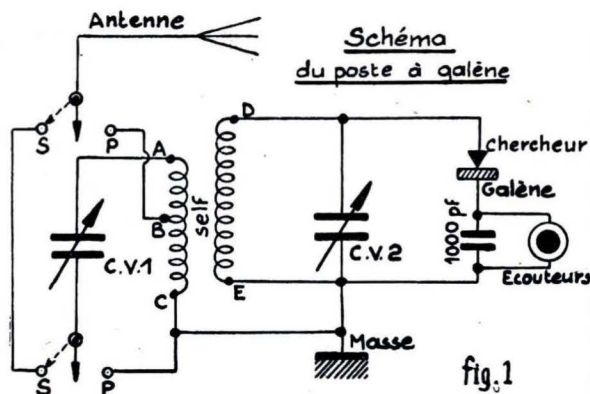 Antenne
Schéma
du poste à galène
S
P
A
D
chercheur
Galène
B
self
C.V.1
C.V.2
1000 pf
Ecouteurs
C
E
Masse
S
P
fig.1